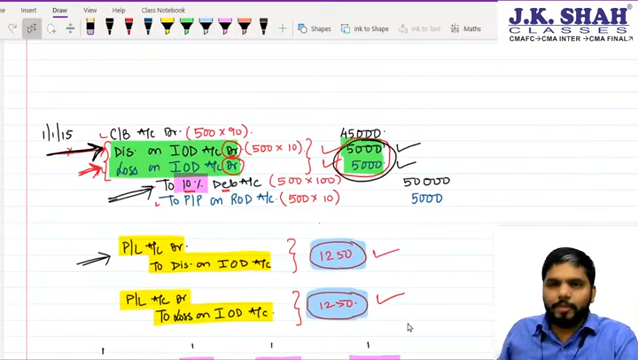 File
Home
Insert
Draw
View
Class Notebook
Shapes
Ink to Shape
Ink to Text
J.K. SHAH®
CLASSES
CMAFC→CMA INTER→CMA FINAL
1/1/15 C/B A/c Dr. (500×90) 45000
Dis. on IOD A/c Dr (500×10) 5000
Loss on IOD A/c Dr 5000
To 10% Deb A/c (500×100) 50000
To P/P on ROD A/c (500×10) 5000
P/L A/c Dr. 1250
To Dis. on IOD A/c
P/L A/c Dr 1250
To Loss on IOD A/c